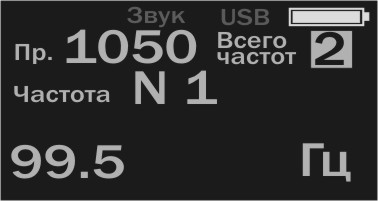 Звук USB
Пр. 1050 Всего частот 2
Частота N 1
99.5 Гц